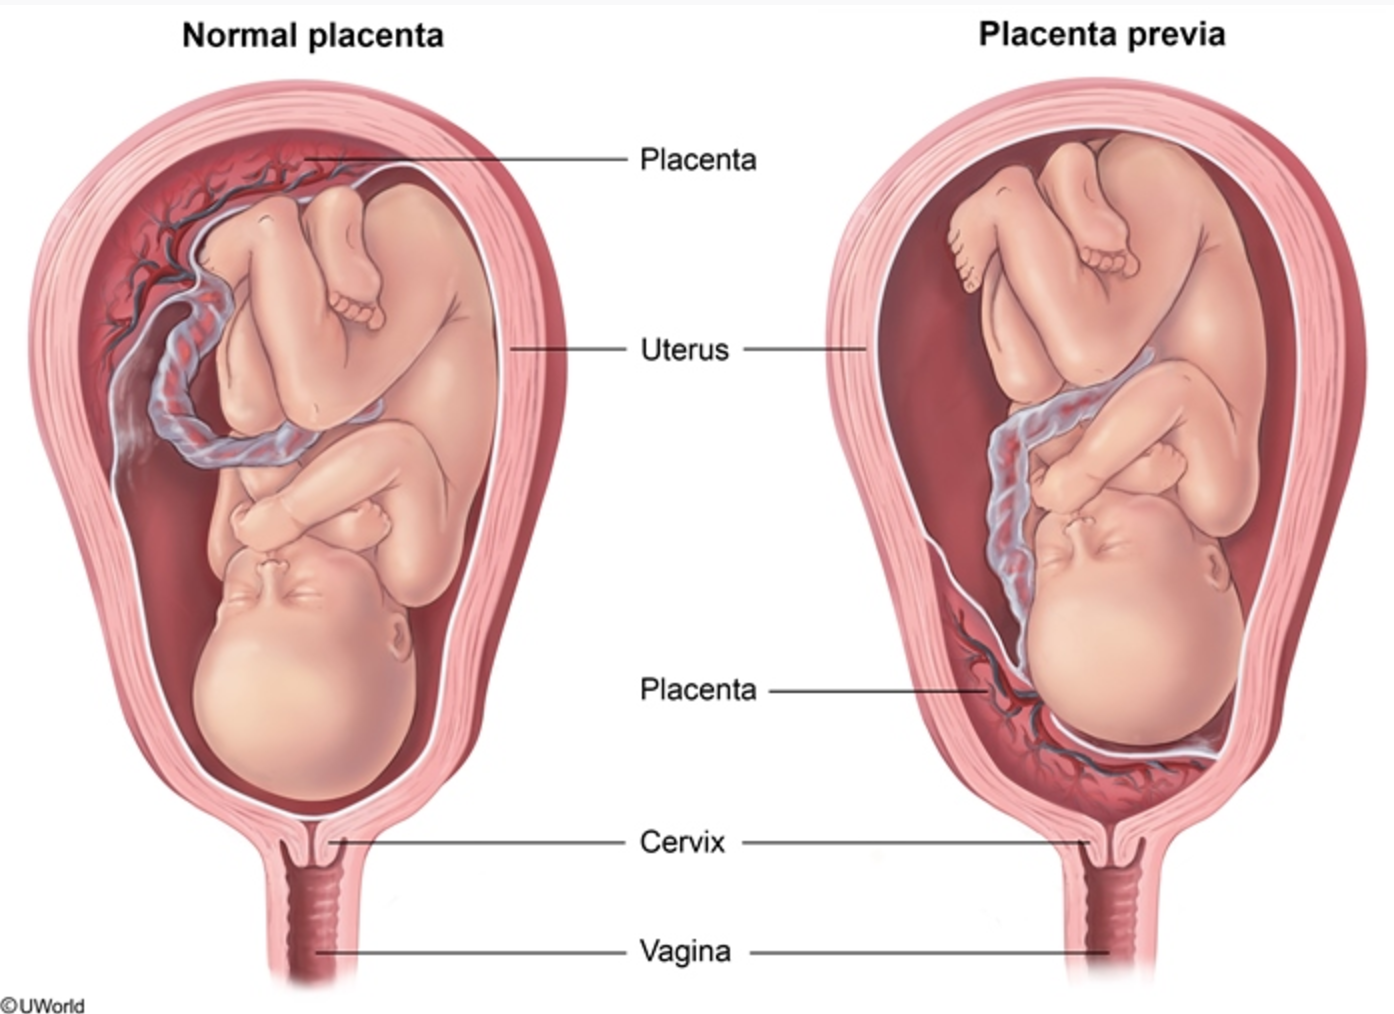 Normal placenta
Placenta previa
Placenta
Uterus
Placenta
Cervix
Vagina
©UWorld